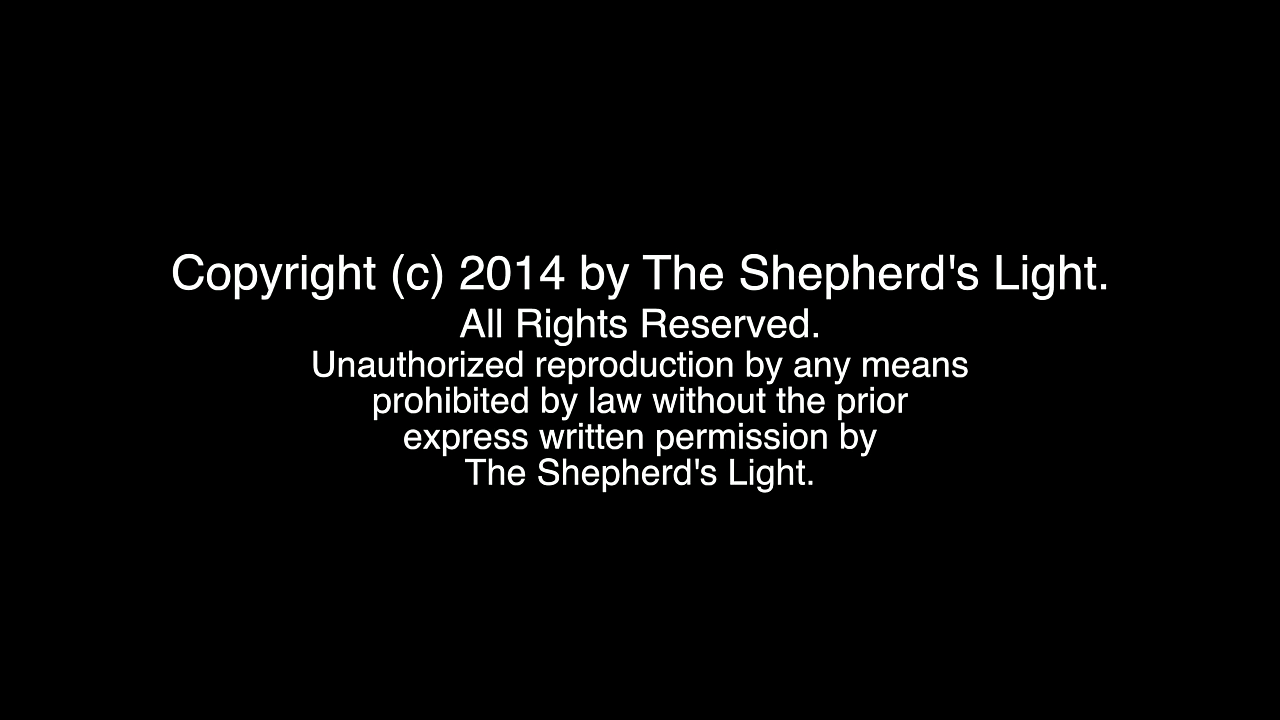 Copyright (c) 2014 by The Shepherd's Light.
All Rights Reserved.
Unauthorized reproduction by any means
prohibited by law without the prior
express written permission by
The Shepherd's Light.